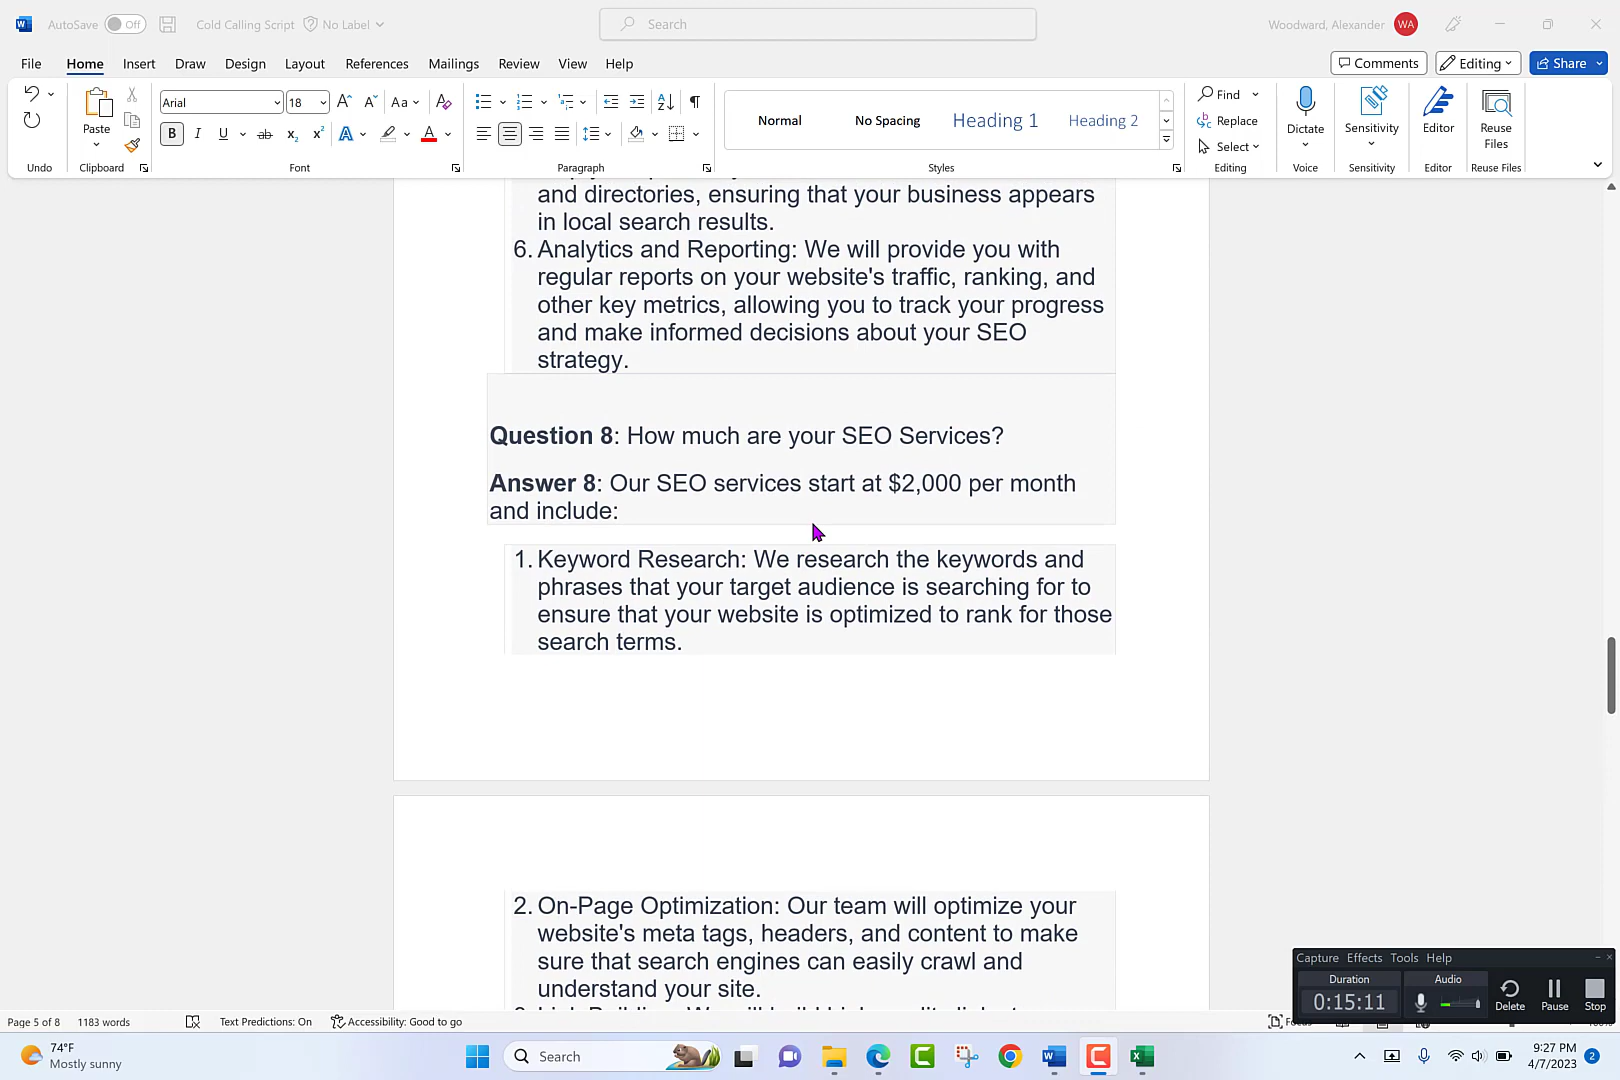 AutoSave Off Cold Calling Script No Label Search Woodward, Alexander WA
File Home Insert Draw Design Layout References Mailings Review View Help Comments Editing Share
Arial 18 Aa
Paste
Normal No Spacing Heading 1 Heading 2
Find
Replace
Select
Dictate Sensitivity Editor Reuse
Files
Undo Clipboard Font Paragraph Styles Editing Voice Sensitivity Editor Reuse Files
and directories, ensuring that your business appears
in local search results.
6. Analytics and Reporting: We will provide you with
regular reports on your website's traffic, ranking, and
other key metrics, allowing you to track your progress
and make informed decisions about your SEO
strategy.
Question 8: How much are your SEO Services?
Answer 8: Our SEO services start at $2,000 per month
and include:
1. Keyword Research: We research the keywords and
phrases that your target audience is searching for to
ensure that your website is optimized to rank for those
search terms.
2. On-Page Optimization: Our team will optimize your
website's meta tags, headers, and content to make
sure that search engines can easily crawl and
understand your site.
Capture Effects Tools Help
Duration Audio
0:15:11 Delete Pause Stop
Page 5 of 8 1183 words Text Predictions: On Accessibility: Good to go
74°F
Mostly sunny
Search
9:27 PM
4/7/2023 2